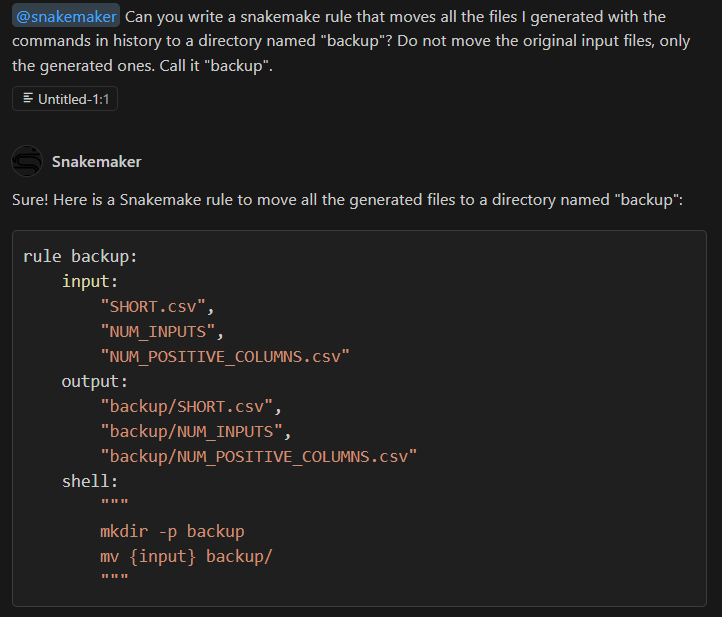 @snakemaker Can you write a snakemake rule that moves all the files I generated with the
commands in history to a directory named "backup"? Do not move the original input files, only
the generated ones. Call it "backup".
Untitled-1:1
Snakemaker
Sure! Here is a Snakemake rule to move all the generated files to a directory named "backup":
rule backup:
    input:
        "SHORT.csv",
        "NUM_INPUTS",
        "NUM_POSITIVE_COLUMNS.csv"
    output:
        "backup/SHORT.csv",
        "backup/NUM_INPUTS",
        "backup/NUM_POSITIVE_COLUMNS.csv"
    shell:
        """
        mkdir -p backup
        mv {input} backup/
        """